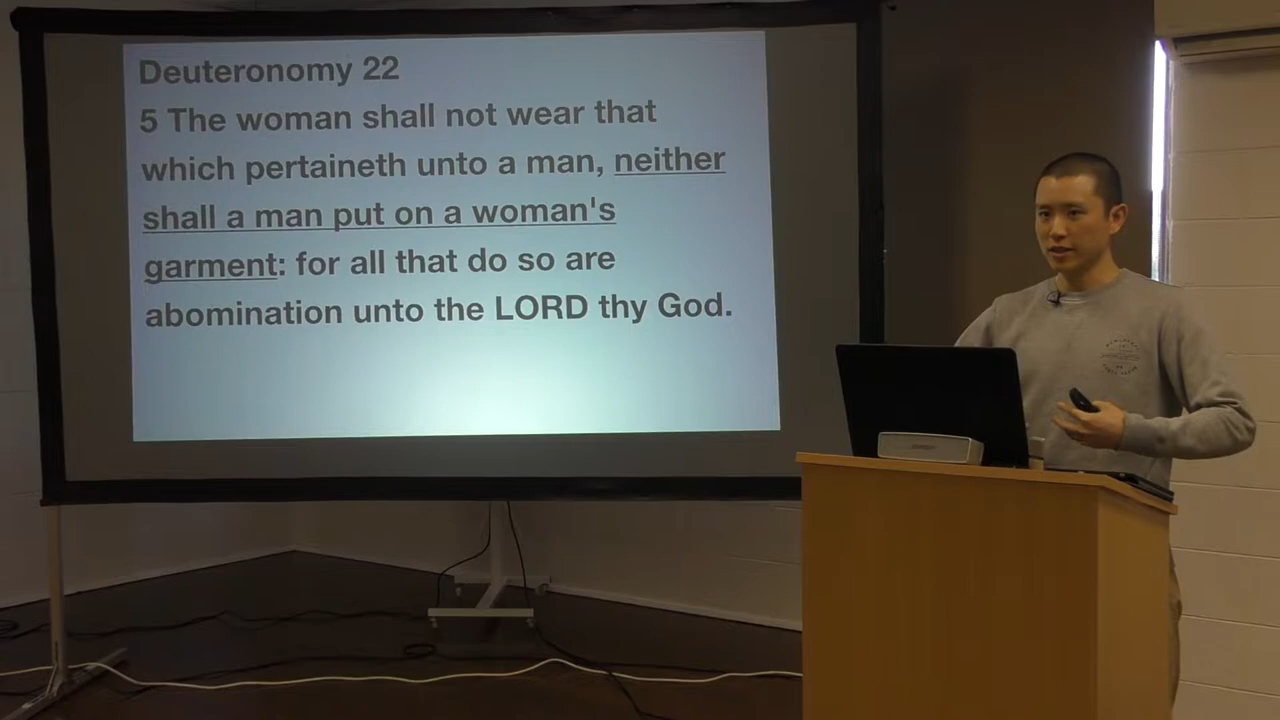 Deuteronomy 22
5 The woman shall not wear that
which pertaineth unto a man, neither
shall a man put on a woman's
garment: for all that do so are
abomination unto the LORD thy God.